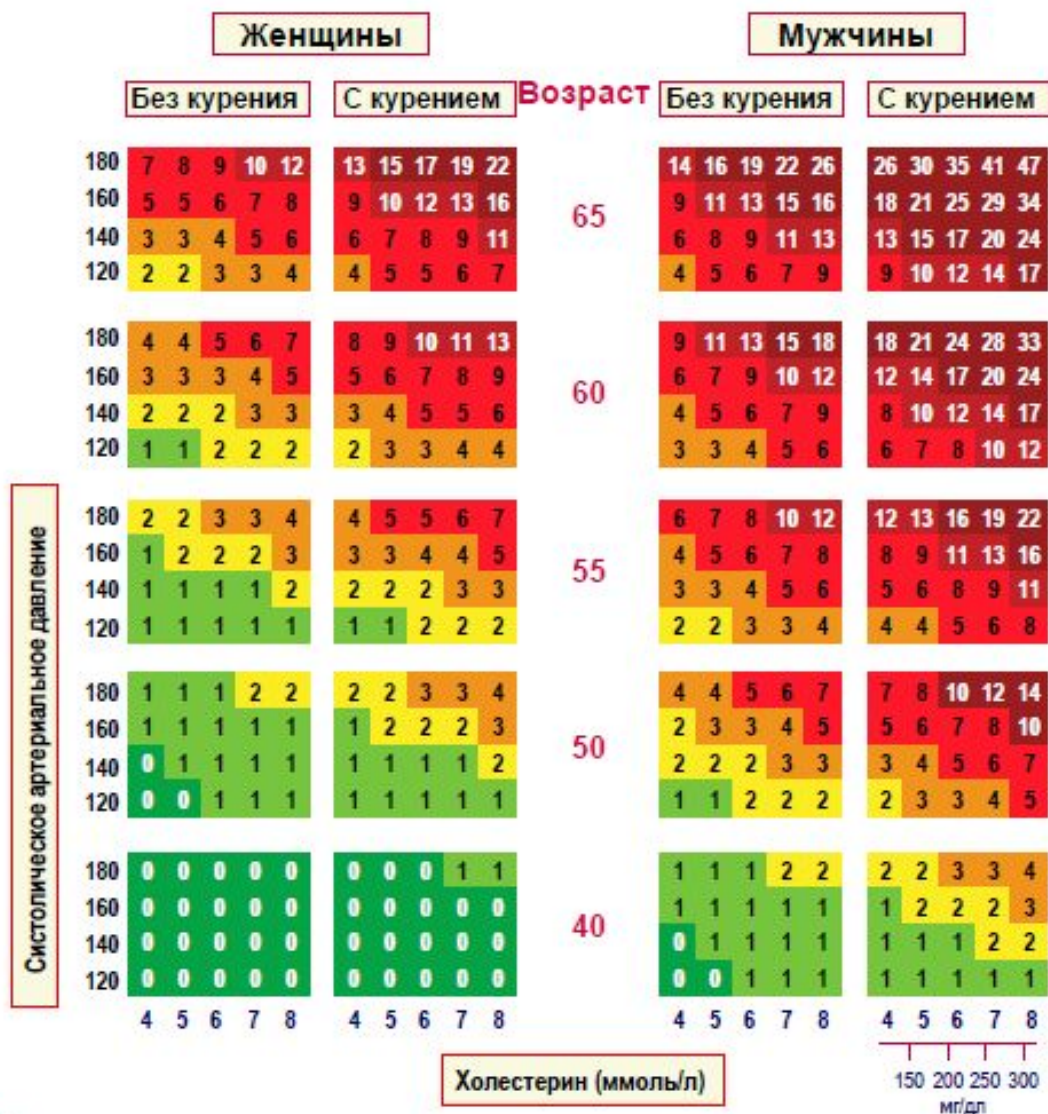 Женщины Мужчины
Без курения С курением Возраст Без курения С курением
180 7 8 9 10 12 13 15 17 19 22 14 16 19 22 26 26 30 35 41 47
160 5 5 6 7 8 9 10 12 13 16 9 11 13 15 16 18 21 25 29 34
65
140 3 3 4 5 6 6 7 8 9 11 6 8 9 11 13 13 15 17 20 24
120 2 2 3 3 4 4 5 5 6 7 4 5 6 7 9 9 10 12 14 17
180 4 4 5 6 7 8 9 10 11 13 9 11 13 15 18 18 21 24 28 33
160 3 3 3 4 5 5 6 7 8 9 6 7 9 10 12 12 14 17 20 24
60
140 2 2 2 3 3 3 4 5 5 6 4 5 6 7 9 8 10 12 14 17
120 1 1 2 2 2 2 3 3 4 4 3 3 4 5 6 6 7 8 10 12
180 2 2 3 3 4 4 5 5 6 7 6 7 8 10 12 12 13 16 19 22
160 1 2 2 2 3 3 3 4 4 5 4 5 6 7 8 8 9 11 13 16
55
140 1 1 1 1 2 2 2 2 3 3 3 3 4 5 6 5 6 8 9 11
120 1 1 1 1 1 1 1 2 2 2 2 2 3 3 4 4 4 5 6 8
180 1 1 1 2 2 2 2 3 3 4 4 4 5 6 7 7 8 10 12 14
160 1 1 1 1 1 1 2 2 2 3 2 3 3 4 5 5 6 7 8 10
50
140 0 1 1 1 1 1 1 1 1 2 2 2 2 3 3 3 4 5 6 7
120 0 0 1 1 1 1 1 1 1 1 1 1 2 2 2 2 3 3 4 5
180 0 0 0 0 0 0 0 0 1 1 1 1 1 2 2 2 2 3 3 4
160 0 0 0 0 0 0 0 0 0 0 1 1 1 1 1 1 2 2 2 3
40
140 0 0 0 0 0 0 0 0 0 0 0 1 1 1 1 1 1 1 2 2
120 0 0 0 0 0 0 0 0 0 0 0 0 1 1 1 1 1 1 1 1
4 5 6 7 8 4 5 6 7 8 4 5 6 7 8 4 5 6 7 8
Систолическое артериальное давление
Холестерин (ммоль/л)
150 200 250 300
мг/дл